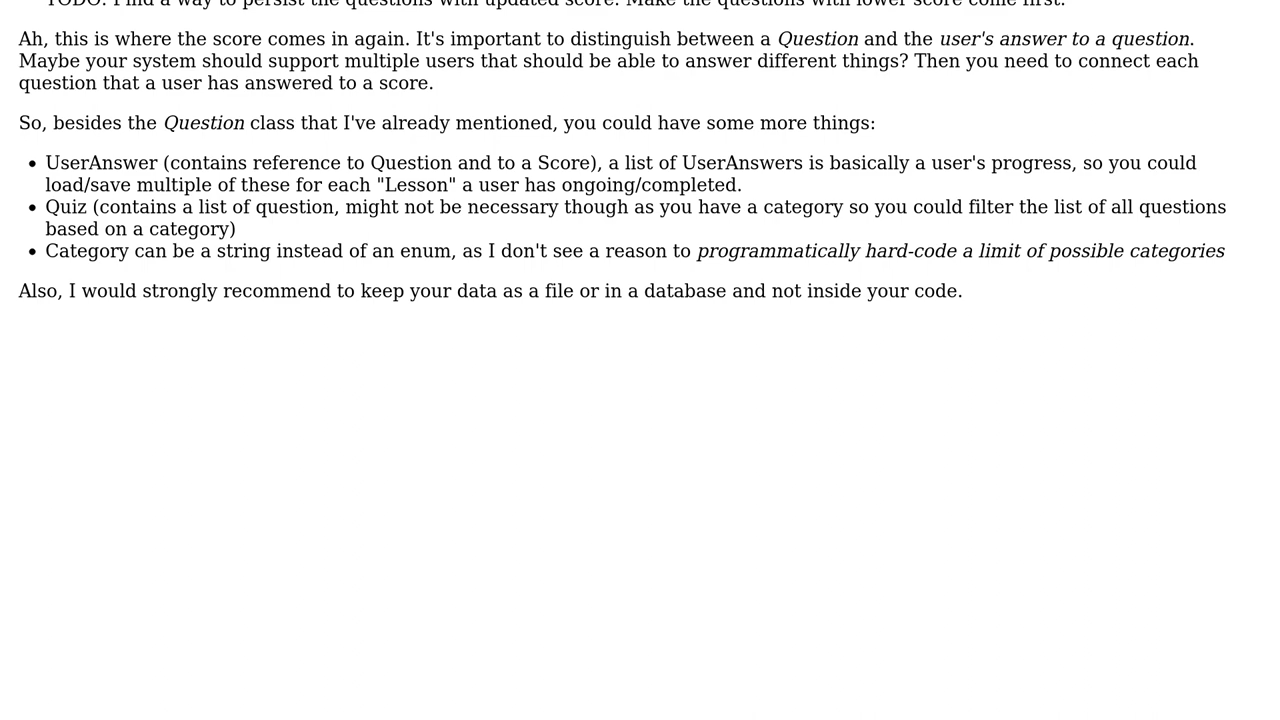 TODO: Find a way to persist the questions with updated score. Make the questions with lower score come first.
Ah, this is where the score comes in again. It's important to distinguish between a Question and the user's answer to a question.
Maybe your system should support multiple users that should be able to answer different things? Then you need to connect each
question that a user has answered to a score.
So, besides the Question class that I've already mentioned, you could have some more things:
• UserAnswer (contains reference to Question and to a Score), a list of UserAnswers is basically a user's progress, so you could
load/save multiple of these for each "Lesson" a user has ongoing/completed.
• Quiz (contains a list of question, might not be necessary though as you have a category so you could filter the list of all questions
based on a category)
• Category can be a string instead of an enum, as I don't see a reason to programmatically hard-code a limit of possible categories
Also, I would strongly recommend to keep your data as a file or in a database and not inside your code.